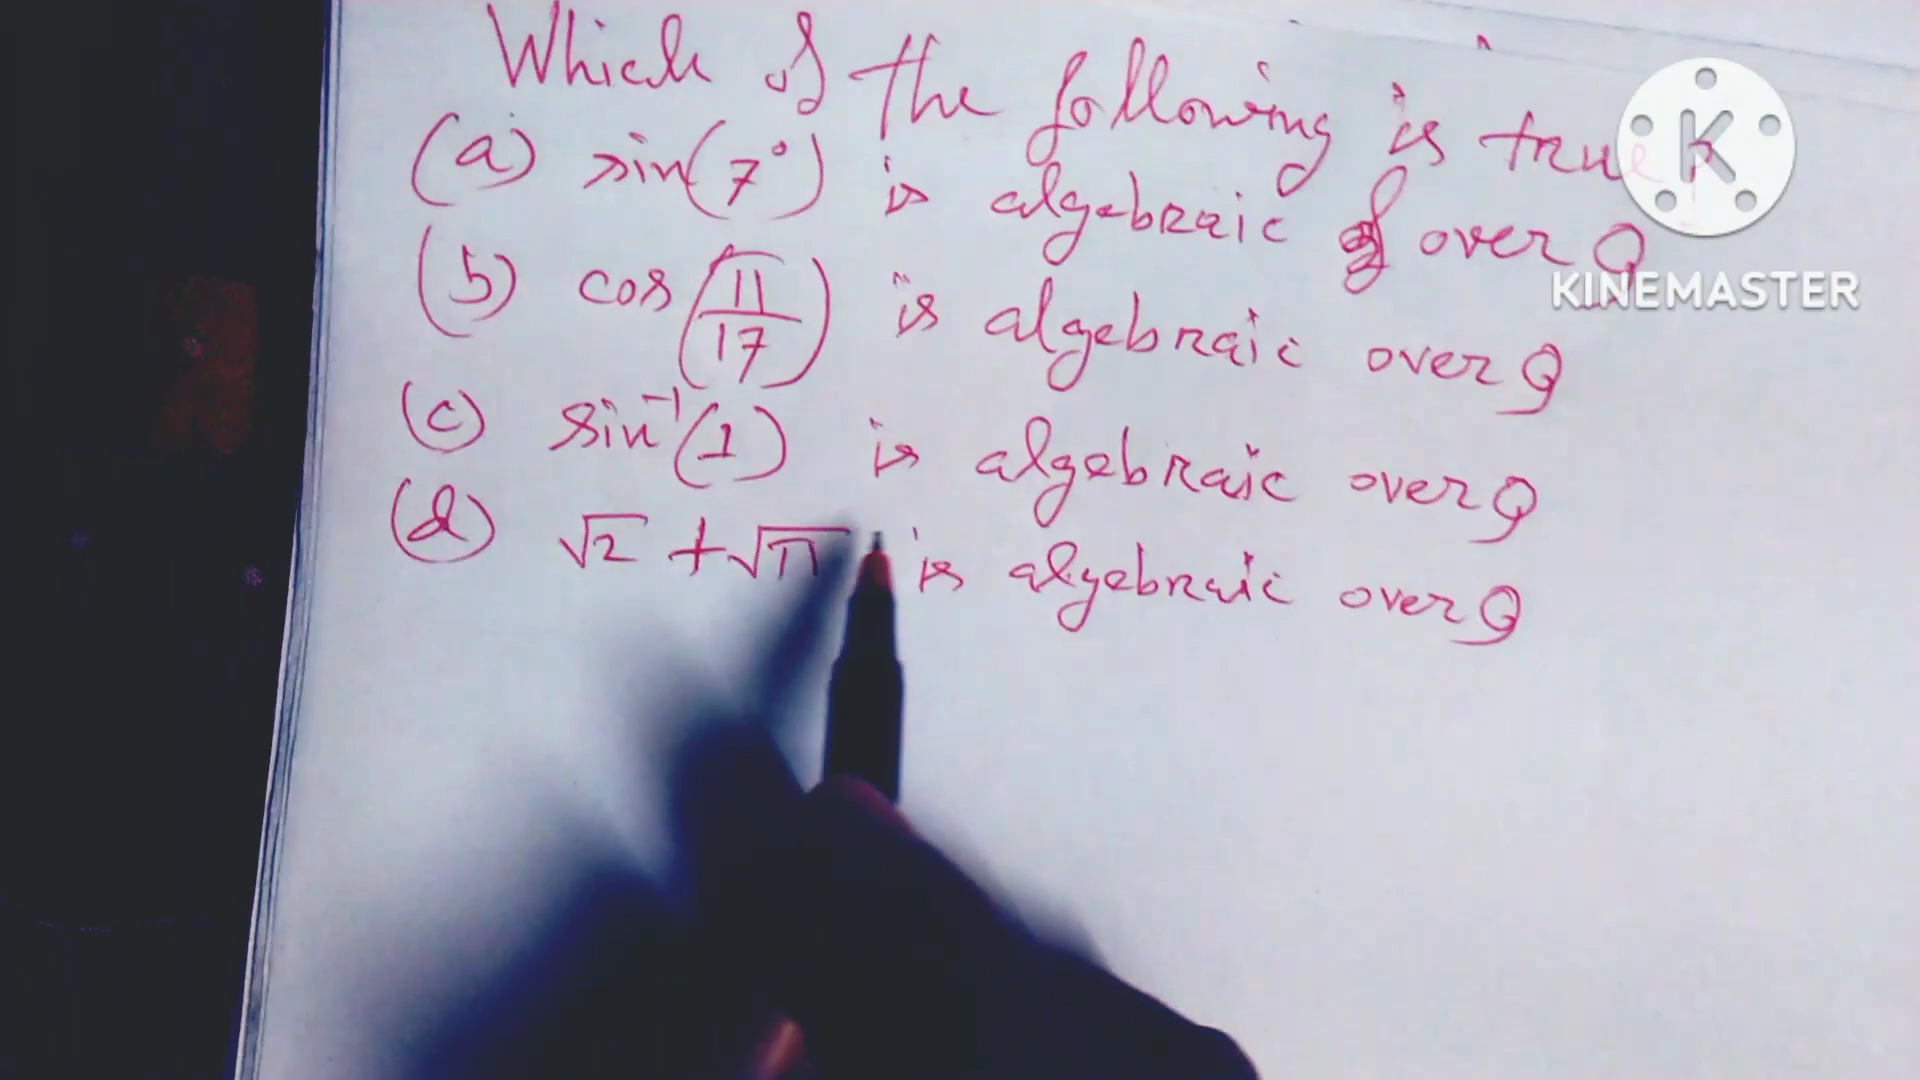 Which of the following is true
(a) sin(7°) is algebraic of over Q
(b) cos(π/17) is algebraic over Q
(c) sin⁻¹(1) is algebraic over Q
(d) √2 + √π is algebraic over Q
K
KINEMASTER